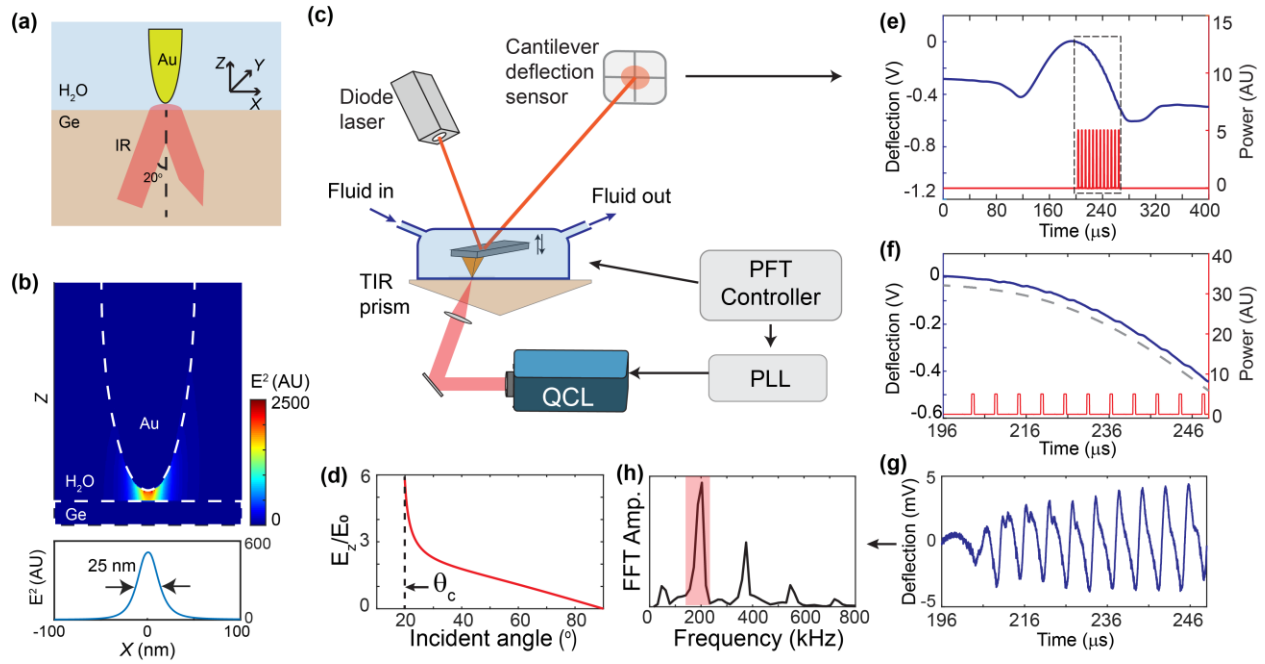 (a)
Au
Z
Y
X
H₂O
Ge
IR
20°
(b)
Z
Au
H₂O
Ge
E² (AU)
2500
0
E² (AU)
25 nm
600
0
-100
0
100
X (nm)
(c)
Cantilever
deflection
sensor
Diode
laser
Fluid in
Fluid out
TIR
prism
PFT
Controller
QCL
PLL
(d)
6
4
2
0
E_z/E₀
θ_c
20
40
60
80
Incident angle (°)
(e)
0
-0.4
-0.8
-1.2
Deflection (V)
15
10
5
0
Power (AU)
0
80
160
240
320
400
Time (μs)
(f)
0
-0.2
-0.4
-0.6
Deflection (V)
40
30
20
10
0
Power (AU)
196
216
236
246
Time (μs)
(g)
5
0
-5
Deflection (mV)
196
216
236
246
Time (μs)
(h)
FFT Amp.
0
200
400
600
800
Frequency (kHz)